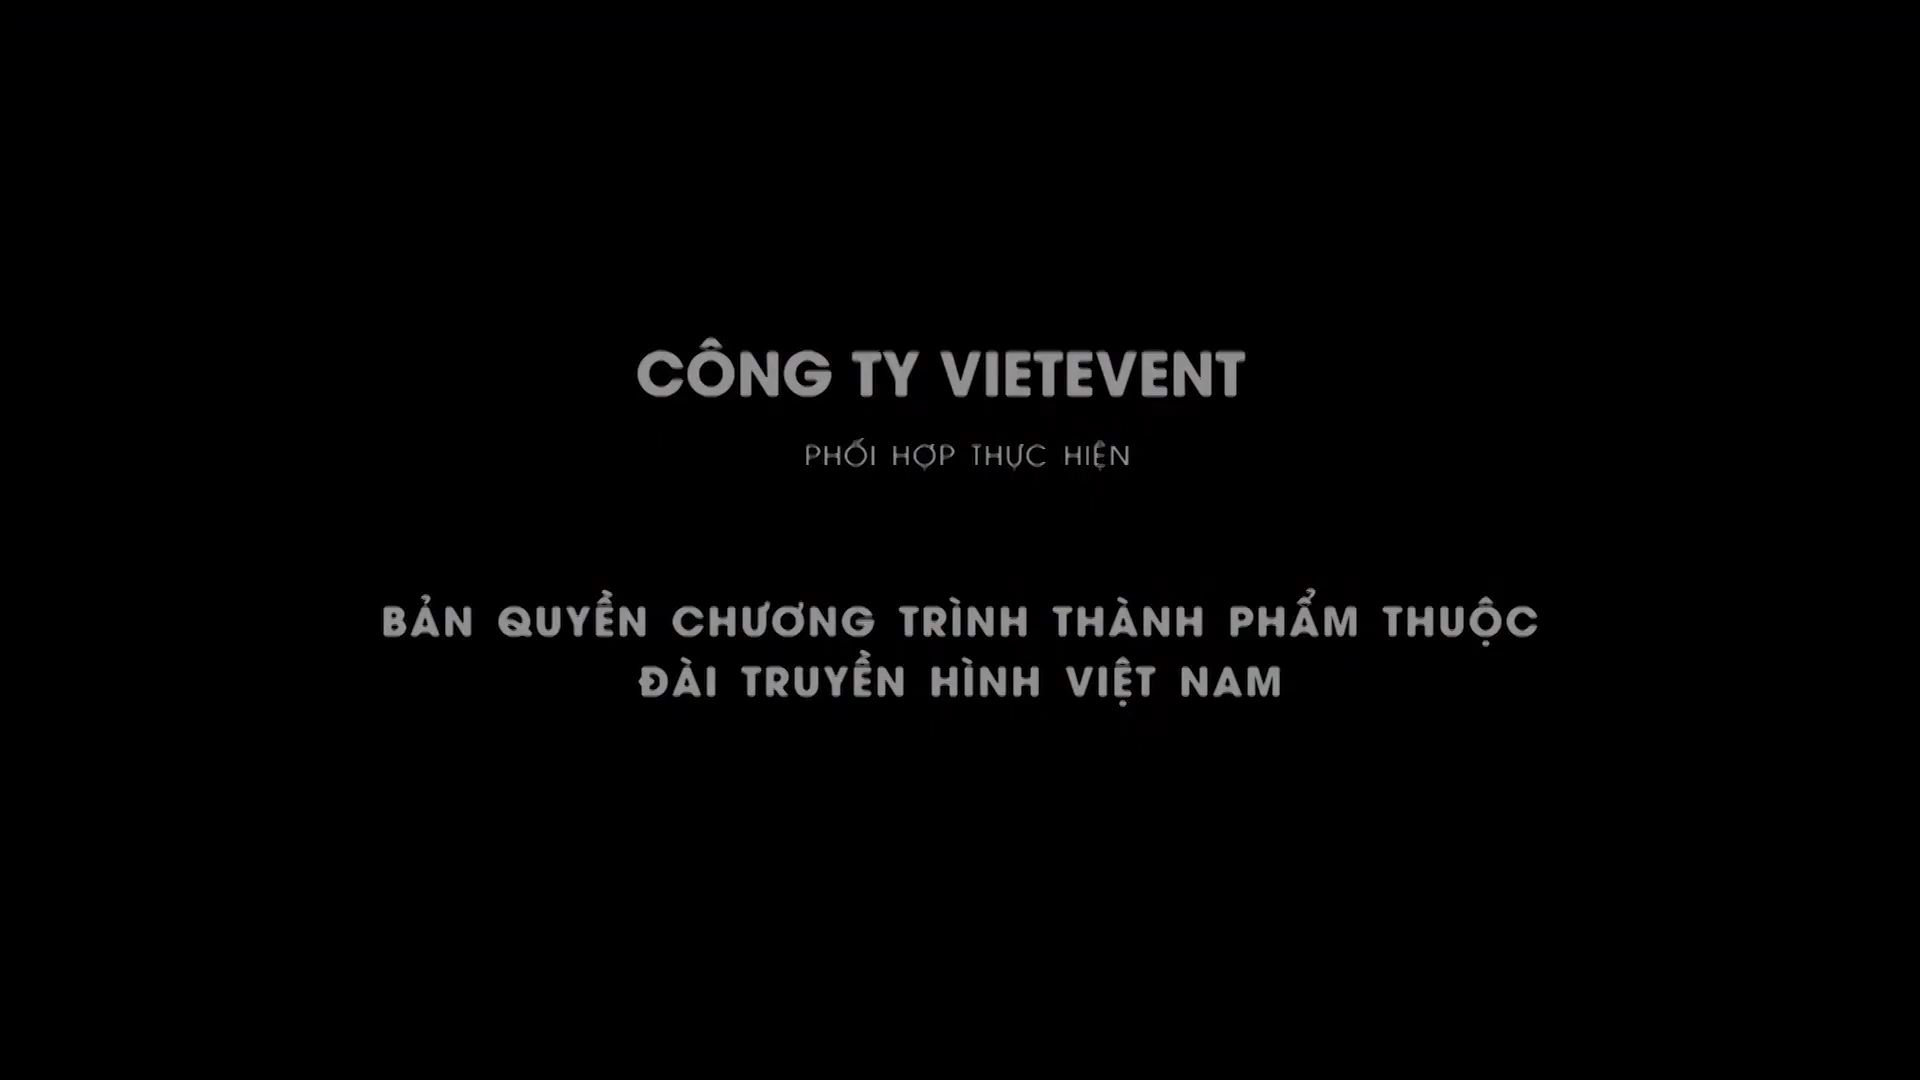 CÔNG TY VIETEVENT
PHỐI HỢP THỰC HIỆN
BẢN QUYỀN CHƯƠNG TRÌNH THÀNH PHẨM THUỘC
ĐÀI TRUYỀN HÌNH VIỆT NAM